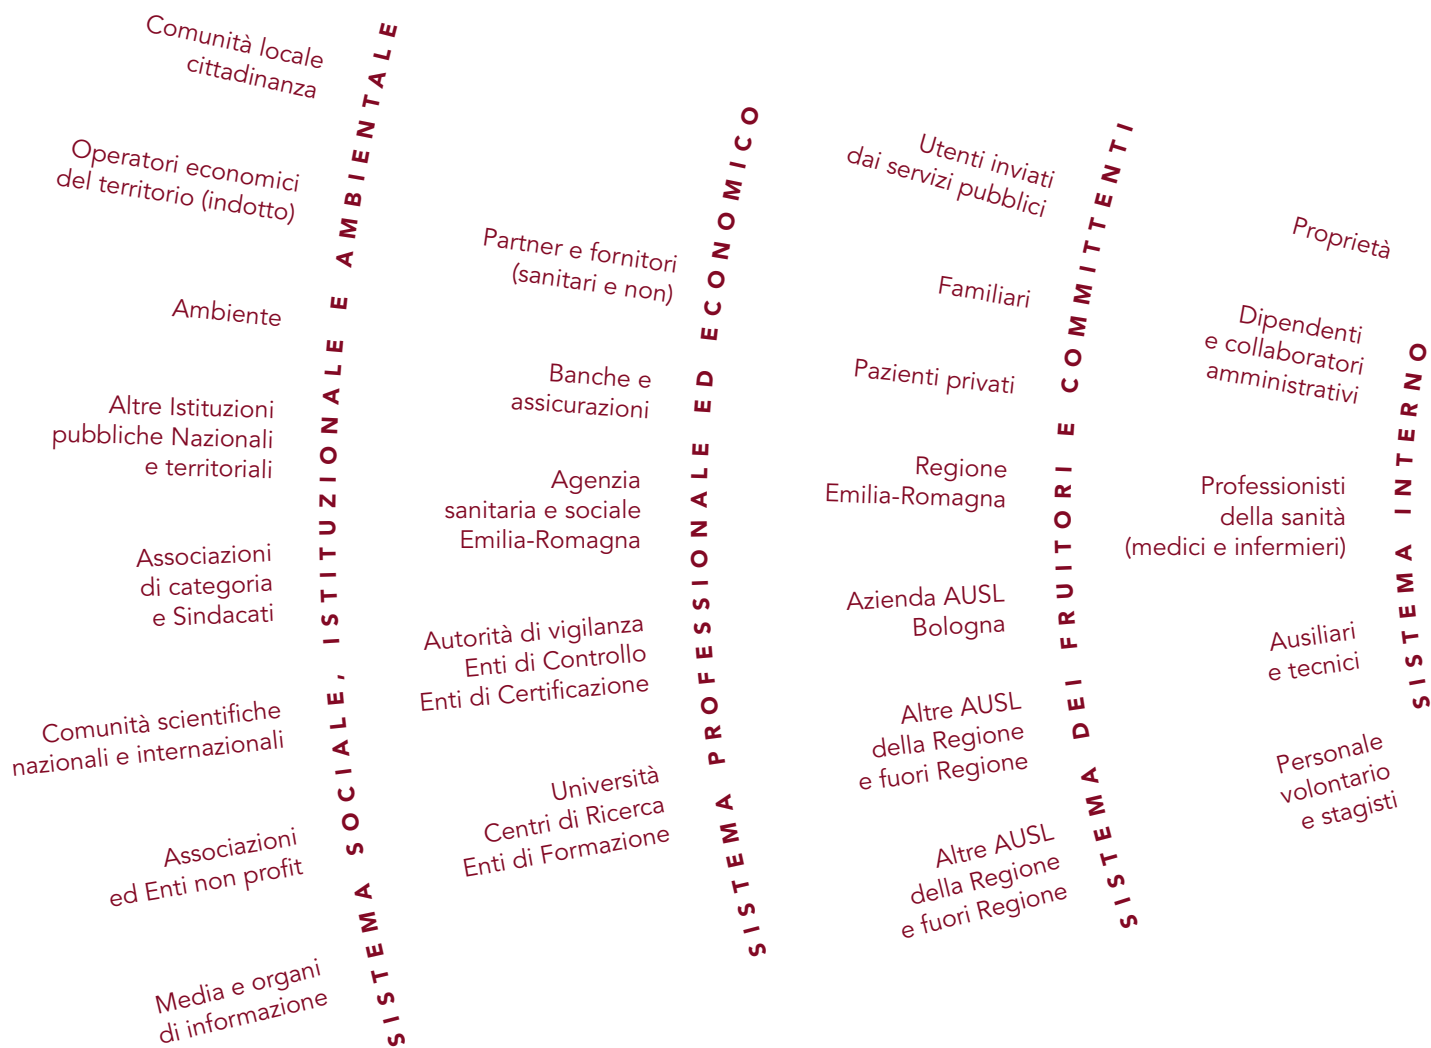 Comunità locale
cittadinanza
Operatori economici
del territorio (indotto)
Ambiente
Altre Istituzioni
pubbliche Nazionali
e territoriali
Associazioni
di categoria
e Sindacati
Comunità scientifiche
nazionali e internazionali
Associazioni
ed Enti non profit
Media e organi
di informazione
SISTEMA SOCIALE, ISTITUZIONALE E AMBIENTALE
Partner e fornitori
(sanitari e non)
Banche e
assicurazioni
Agenzia
sanitaria e sociale
Emilia-Romagna
Autorità di vigilanza
Enti di Controllo
Enti di Certificazione
Università
Centri di Ricerca
Enti di Formazione
SISTEMA PROFESSIONALE ED ECONOMICO
Utenti inviati
dai servizi pubblici
Familiari
Pazienti privati
Regione
Emilia-Romagna
Azienda AUSL
Bologna
Altre AUSL
della Regione
e fuori Regione
Altre AUSL
della Regione
e fuori Regione
SISTEMA DEI FRUITORI E COMMITTENTI
Proprietà
Dipendenti
e collaboratori
amministrativi
Professionisti
della sanità
(medici e infermieri)
Ausiliari
e tecnici
Personale
volontario
e stagisti
SISTEMA INTERNO